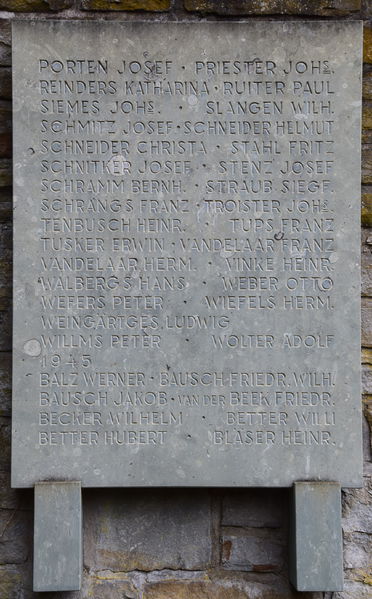 PORTEN JOSEF · PRIESTER JOHS.
REINDERS KATHARINA · RUITER PAUL
SIEMES JOHS. · SLANGEN WILH.
SCHMITZ JOSEF · SCHNEIDER HELMUT
SCHNEIDER CHRISTA · STAHL FRITZ
SCHNITKER JOSEF · STENZ JOSEF
SCHRAMM BERNH. · STRAUB SIEGF.
SCHRANGS FRANZ · TROISTER JOHS.
TENBUSCH HEINR. · TUPS FRANZ
TUSKER ERWIN · VANDELAAR FRANZ
VANDELAAR HERM. · VINKE HEINR.
WALBERGS HANS · WEBER OTTO
WEFERS PETER · WIEFELS HERM.
WEINGARTGES, LUDWIG
WILLMS PETER · WOLTER ADOLF
1945
BALZ WERNER · BAUSCH FRIEDR. WILH.
BAUSCH JAKOB · VAN DER BEEK FRIEDR.
BECKER WILHELM · BETTER WILLI
BETTER HUBERT · BLÄSER HEINR.